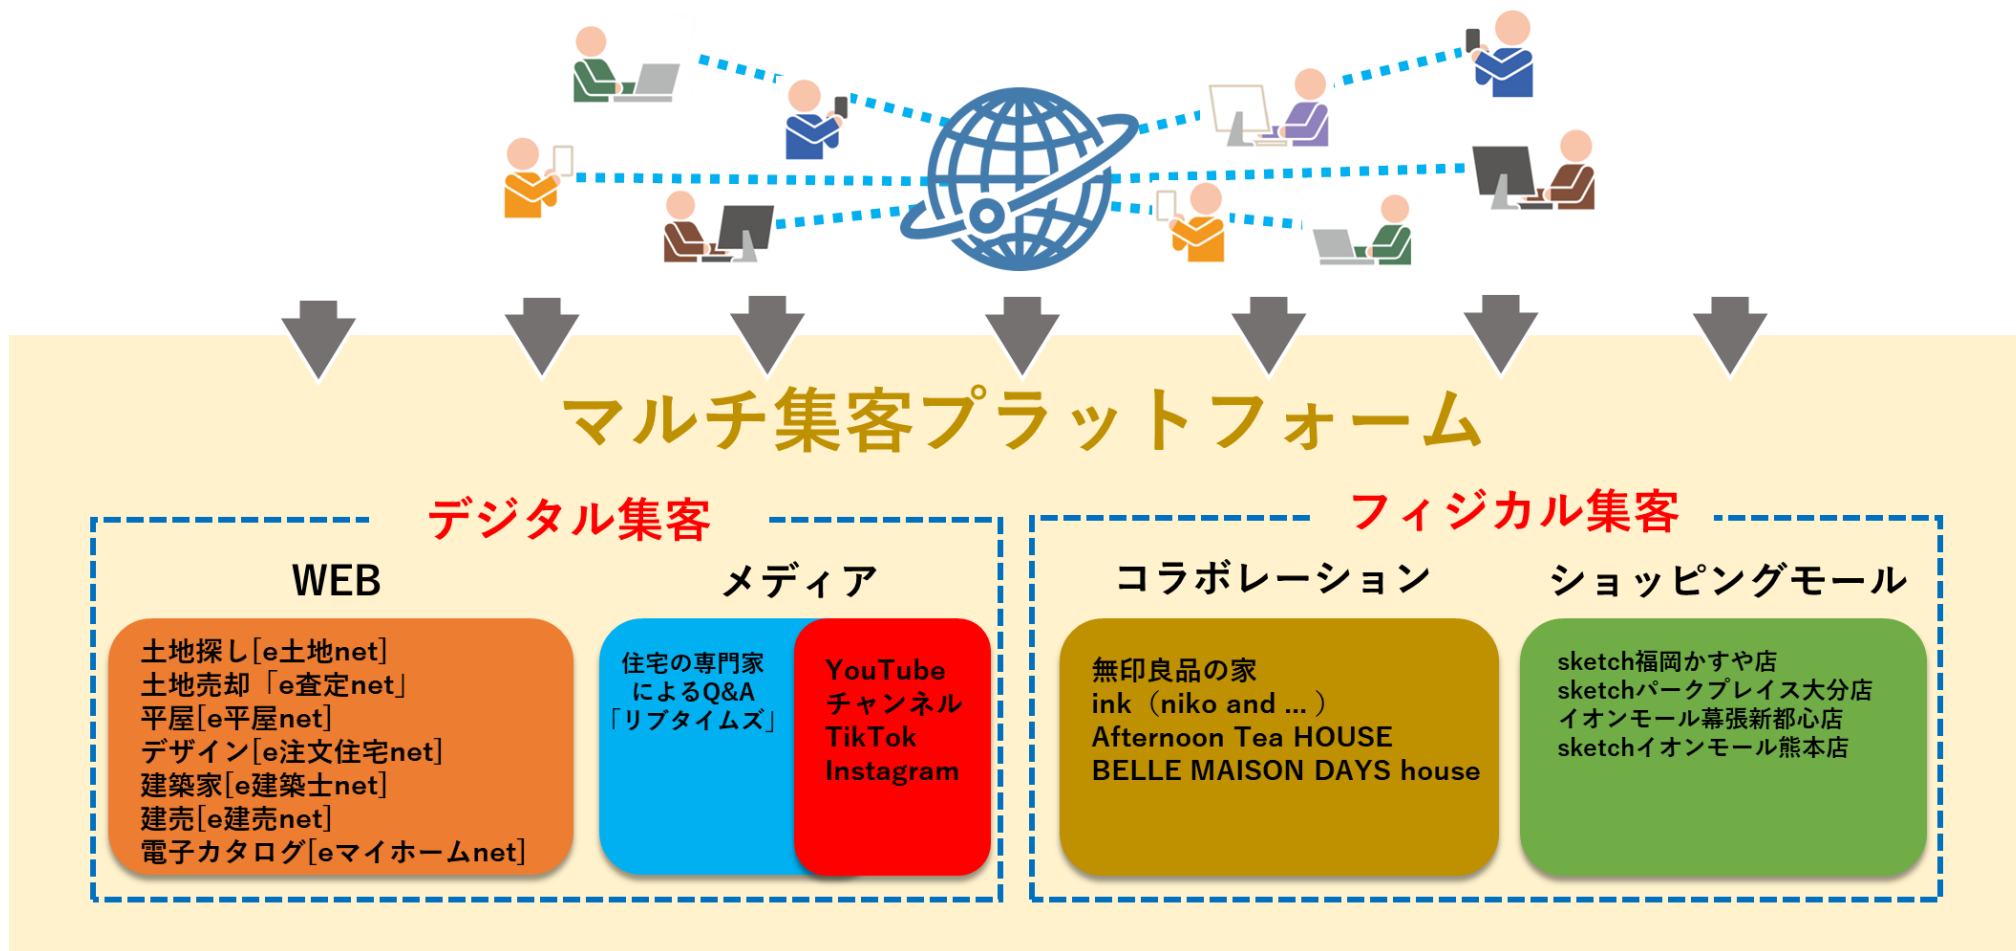 マルチ集客プラットフォーム
デジタル集客
WEB
土地探し[e土地net]
土地売却「e査定net」
平屋[e平屋net]
デザイン[e注文住宅net]
建築家[e建築士net]
建売[e建売net]
電子カタログ[eマイホームnet]
メディア
住宅の専門家
によるQ&A
「リブタイムズ」
YouTube
チャンネル
TikTok
Instagram
フィジカル集客
コラボレーション
無印良品の家
ink（niko and ... ）
Afternoon Tea HOUSE
BELLE MAISON DAYS house
ショッピングモール
sketch福岡かすや店
sketchパークプレイス大分店
イオンモール幕張新都心店
sketchイオンモール熊本店